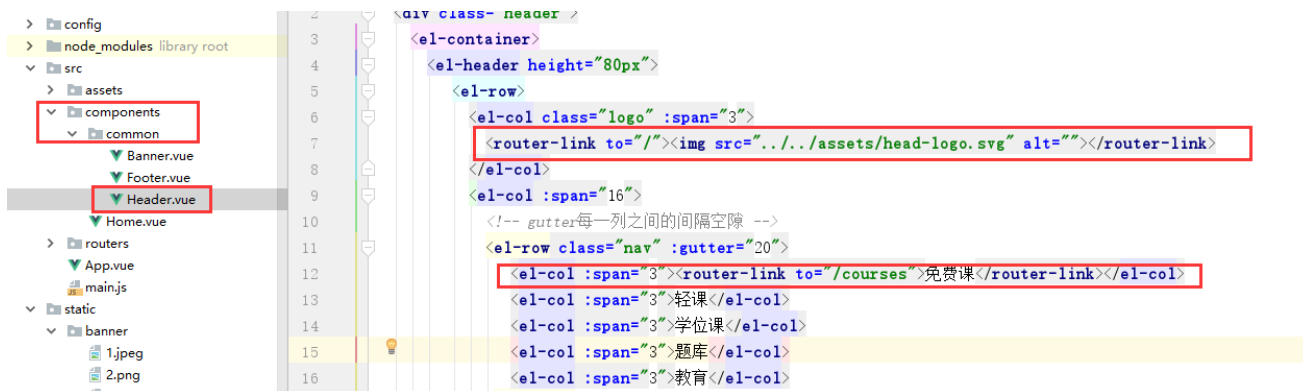 config
node_modules library root
src
assets
components
common
Banner.vue
Footer.vue
Header.vue
Home.vue
routers
App.vue
main.js
static
banner
1.jpeg
2.png
2 <div class="header">
3 <el-container>
4 <el-header height="80px">
5 <el-row>
6 <el-col class="logo" :span="3">
7 <router-link to="/"><img src="../../assets/head-logo.svg" alt=""></router-link>
8 </el-col>
9 <el-col :span="16">
10 <!-- gutter每一列之间的间隔空隙 -->
11 <el-row class="nav" :gutter="20">
12 <el-col :span="3"><router-link to="/courses">免费课</router-link></el-col>
13 <el-col :span="3">轻课</el-col>
14 <el-col :span="3">学位课</el-col>
15 <el-col :span="3">题库</el-col>
16 <el-col :span="3">教育</el-col>